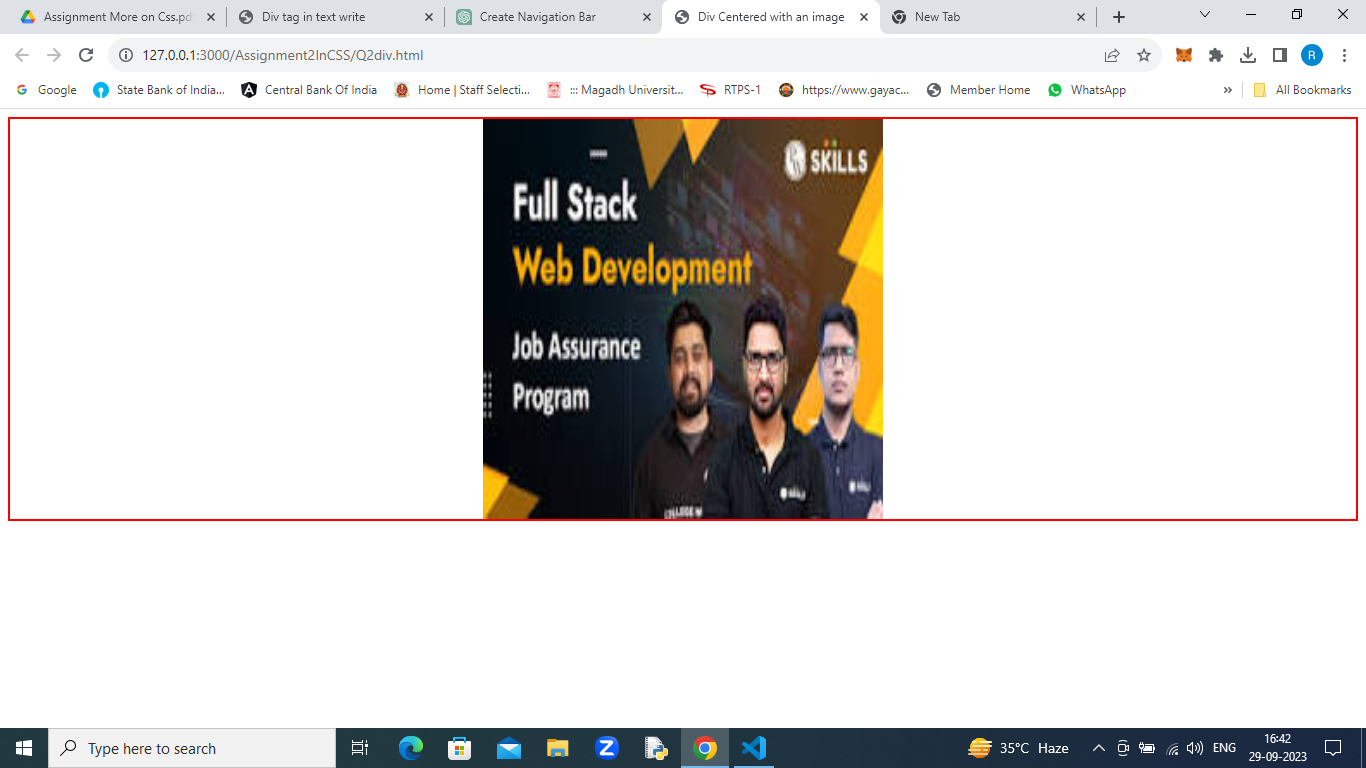 Assignment More on Css.pd
Div tag in text write
Create Navigation Bar
Div Centered with an image
New Tab
127.0.0.1:3000/Assignment2InCSS/Q2div.html
R
Google
State Bank of India...
Central Bank Of India
Home | Staff Selecti...
::: Magadh Universit...
RTPS-1
https://www.gayac...
Member Home
WhatsApp
»
All Bookmarks
SKILLS
Full Stack
Web Development
Job Assurance
Program
Type here to search
35°C Haze
ENG
16:42
29-09-2023